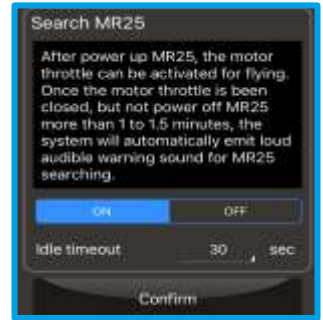 Search MR25
After power up MR25, the motor
throttle can be activated for flying.
Once the motor throttle is been
closed, but not power off MR25
more than 1 to 1.5 minutes, the
system will automatically emit loud
audible warning sound for MR25
searching.
ON OFF
Idle timeout 30 sec
Confirm